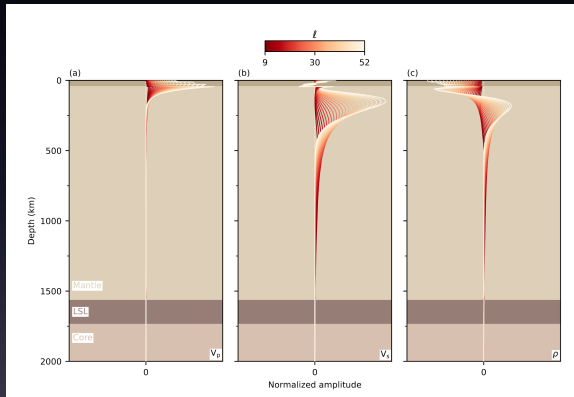 ℓ
9 30 52
(a) (b) (c)
0
500
1000
1500
2000
Depth (km)
Mantle
LSL
Core
Vp Vs ρ
0 0 0
Normalized amplitude